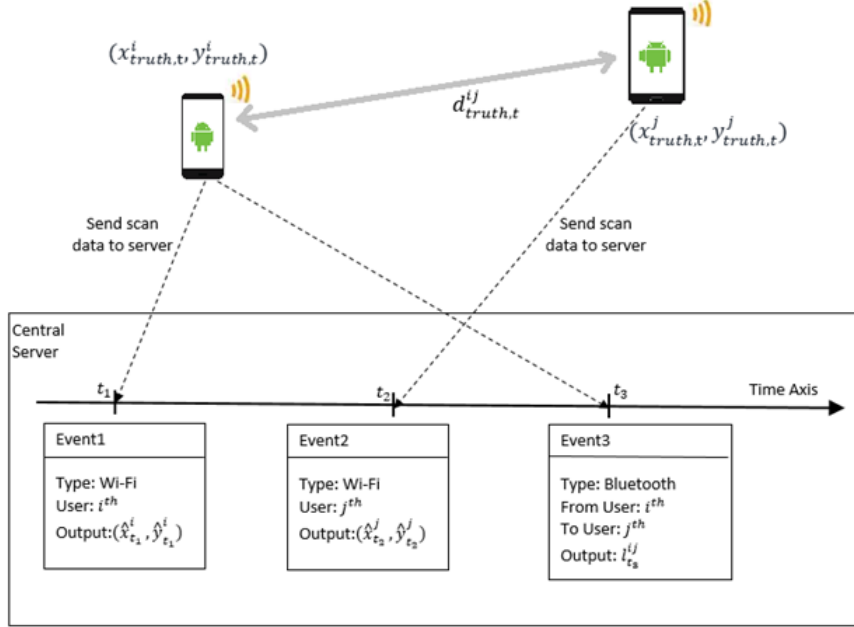 (x^i_{truth,t}, y^i_{truth,t})
d^{ij}_{truth,t}
(x^j_{truth,t}, y^j_{truth,t})
Send scan
data to server
Send scan
data to server
Central
Server
t_1
t_2
t_3
Time Axis
Event1
Type: Wi-Fi
User: i^{th}
Output:(x̂^i_{t_1}, ŷ^i_{t_1})
Event2
Type: Wi-Fi
User: j^{th}
Output:(x̂^j_{t_2}, ŷ^j_{t_2})
Event3
Type: Bluetooth
From User: i^{th}
To User: j^{th}
Output: l^{ij}_{t_3}